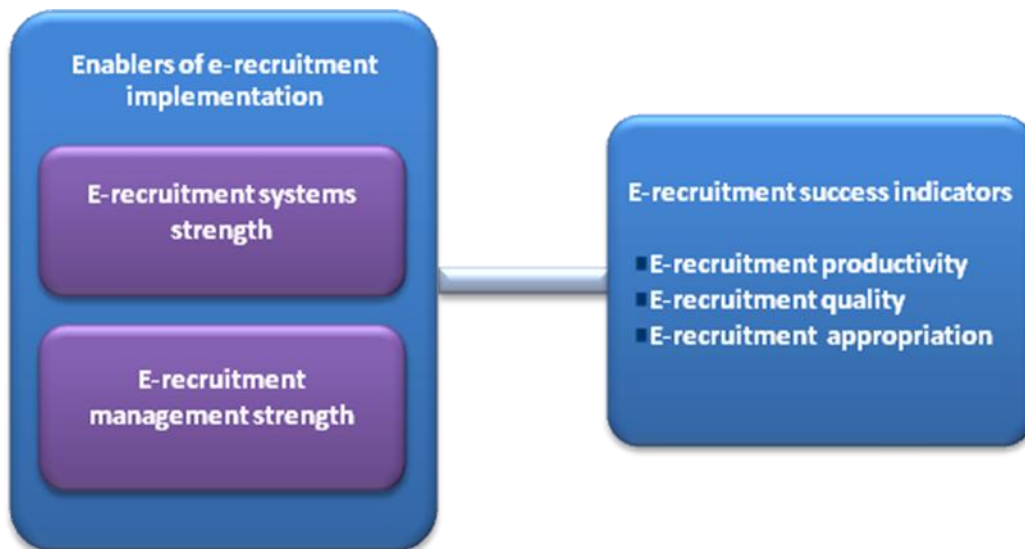 Enablers of e-recruitment
implementation
E-recruitment systems
strength
E-recruitment
management strength
E-recruitment success indicators
E-recruitment productivity
E-recruitment quality
E-recruitment appropriation